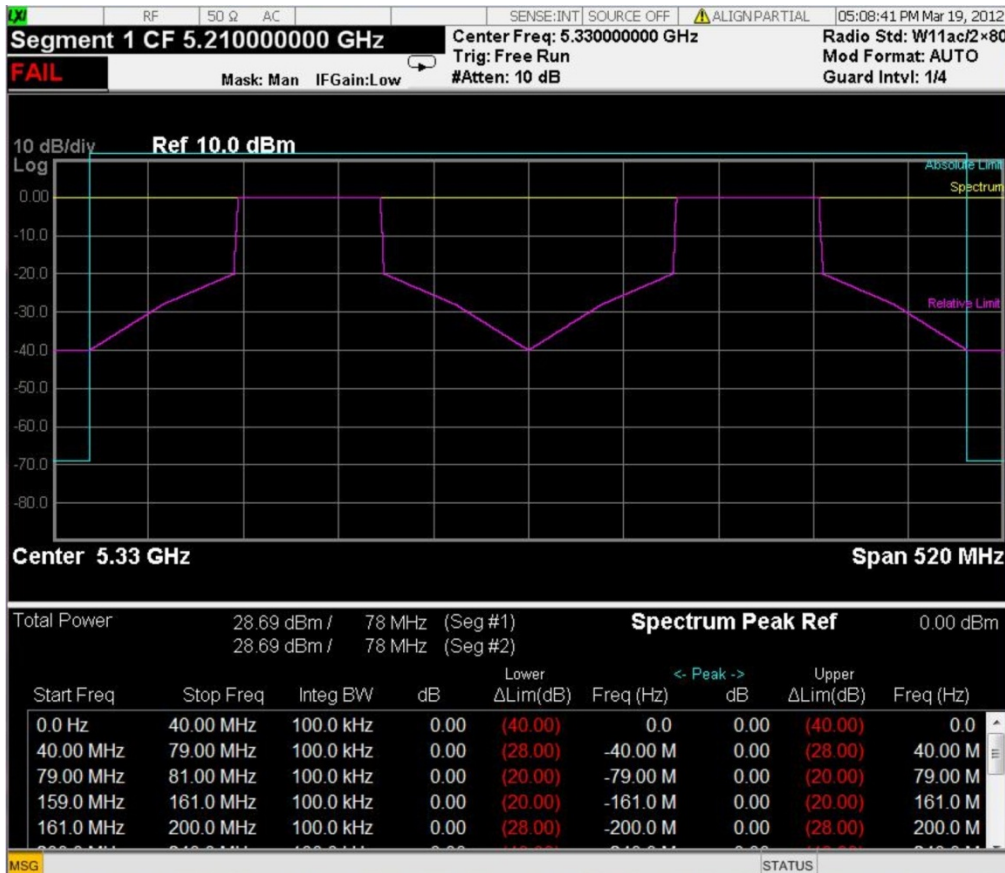 LXI RF 50 Ω AC SENSE:INT SOURCE OFF ALIGN PARTIAL 05:08:41 PM Mar 19, 2012
Segment 1 CF 5.210000000 GHz Center Freq: 5.330000000 GHz Radio Std: W11ac/2×80
FAIL Trig: Free Run Mod Format: AUTO
Mask: Man IFGain:Low #Atten: 10 dB Guard Intvl: 1/4
10 dB/div Ref 10.0 dBm
Log Absolute Limit
0.00 Spectrum
-10.0
-20.0
-30.0 Relative Limit
-40.0
-50.0
-60.0
-70.0
-80.0
Center 5.33 GHz Span 520 MHz
Total Power 28.69 dBm / 78 MHz (Seg #1) Spectrum Peak Ref 0.00 dBm
28.69 dBm / 78 MHz (Seg #2)
Lower <- Peak -> Upper
Start Freq Stop Freq Integ BW dB ΔLim(dB) Freq (Hz) dB ΔLim(dB) Freq (Hz)
0.0 Hz 40.00 MHz 100.0 kHz 0.00 (40.00) 0.0 0.00 (40.00) 0.0
40.00 MHz 79.00 MHz 100.0 kHz 0.00 (28.00) -40.00 M 0.00 (28.00) 40.00 M
79.00 MHz 81.00 MHz 100.0 kHz 0.00 (20.00) -79.00 M 0.00 (20.00) 79.00 M
159.0 MHz 161.0 MHz 100.0 kHz 0.00 (20.00) -161.0 M 0.00 (20.00) 161.0 M
161.0 MHz 200.0 MHz 100.0 kHz 0.00 (28.00) -200.0 M 0.00 (28.00) 200.0 M
MSG STATUS